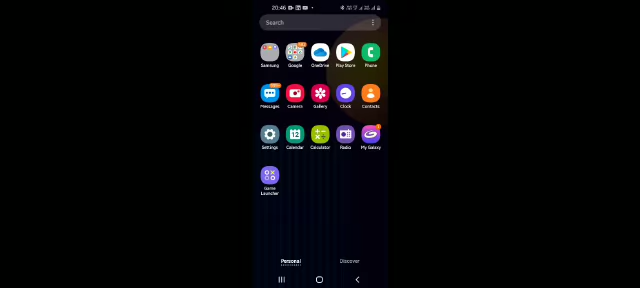 20:46
Search
Samsung Google OneDrive Play Store Phone
Messages Camera Gallery Clock Contacts
12
Settings Calendar Calculator Radio My Galaxy
Game
Launcher
Personal Discover